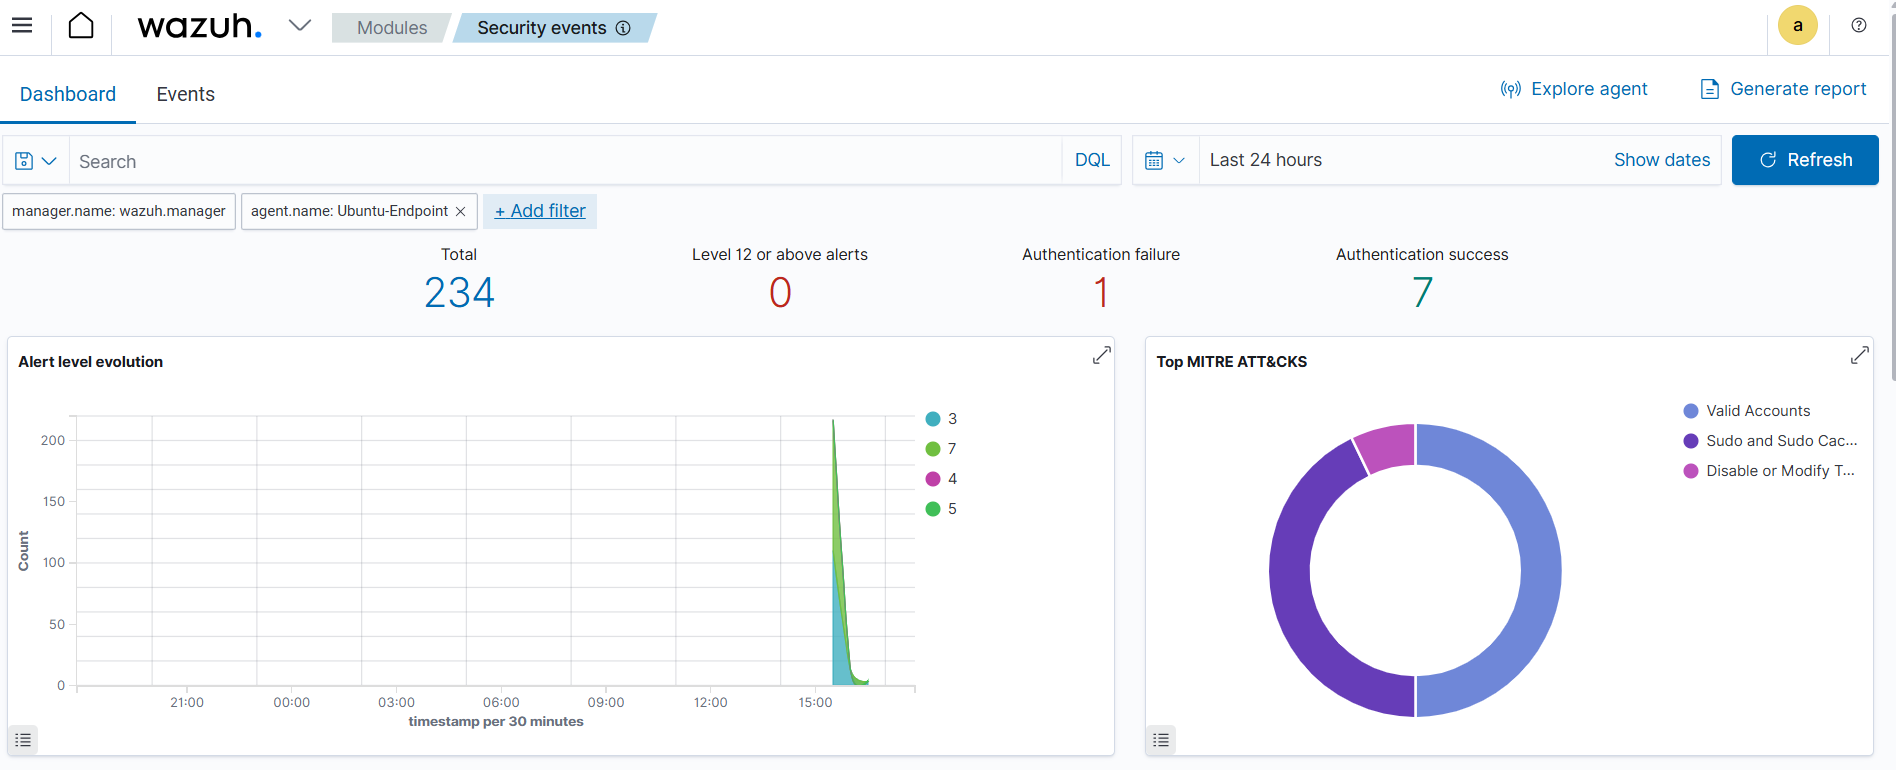 wazuh.
Modules
Security events
a
Dashboard
Events
Explore agent
Generate report
Search
DQL
Last 24 hours
Show dates
Refresh
manager.name: wazuh.manager
agent.name: Ubuntu-Endpoint
+ Add filter
Total
234
Level 12 or above alerts
0
Authentication failure
1
Authentication success
7
Alert level evolution
200
150
100
50
0
Count
21:00
00:00
03:00
06:00
09:00
12:00
15:00
timestamp per 30 minutes
3
7
4
5
Top MITRE ATT&CKS
Valid Accounts
Sudo and Sudo Cac...
Disable or Modify T...